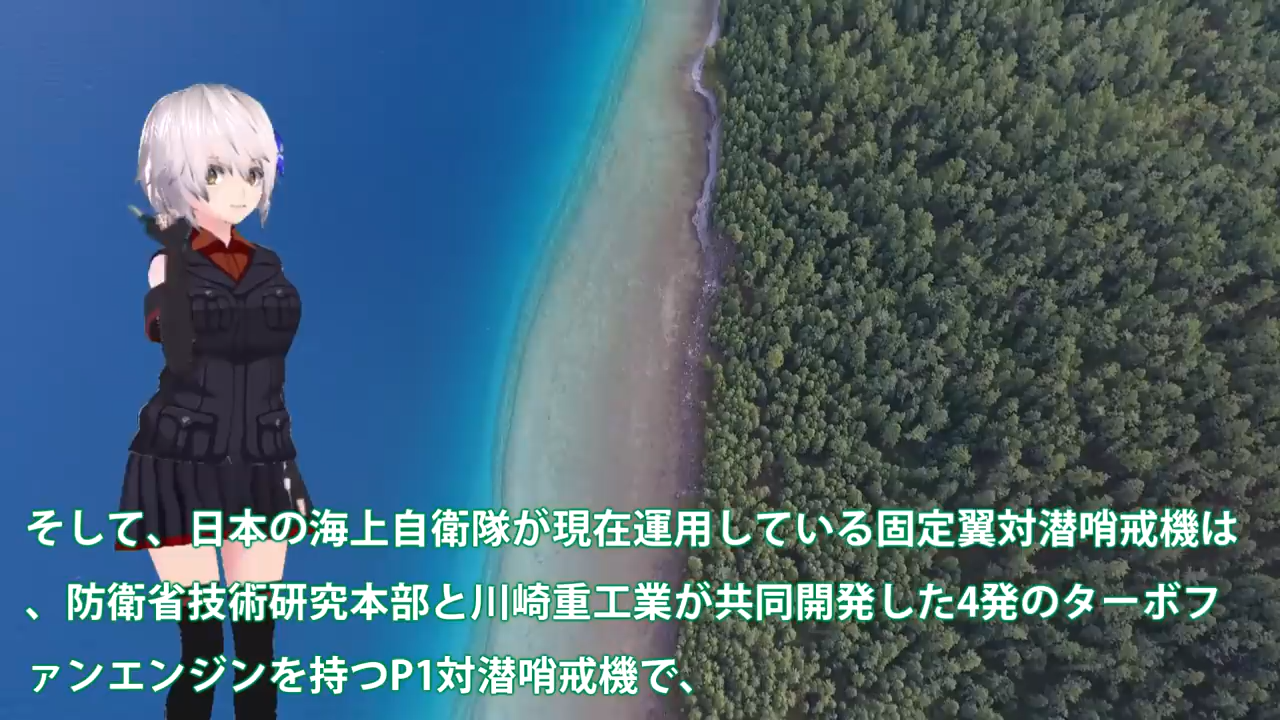 そして、日本の海上自衛隊が現在運用している固定翼対潜哨戒機は
、防衛省技術研究本部と川崎重工業が共同開発した4発のターボフ
ァンエンジンを持つP1対潜哨戒機で、